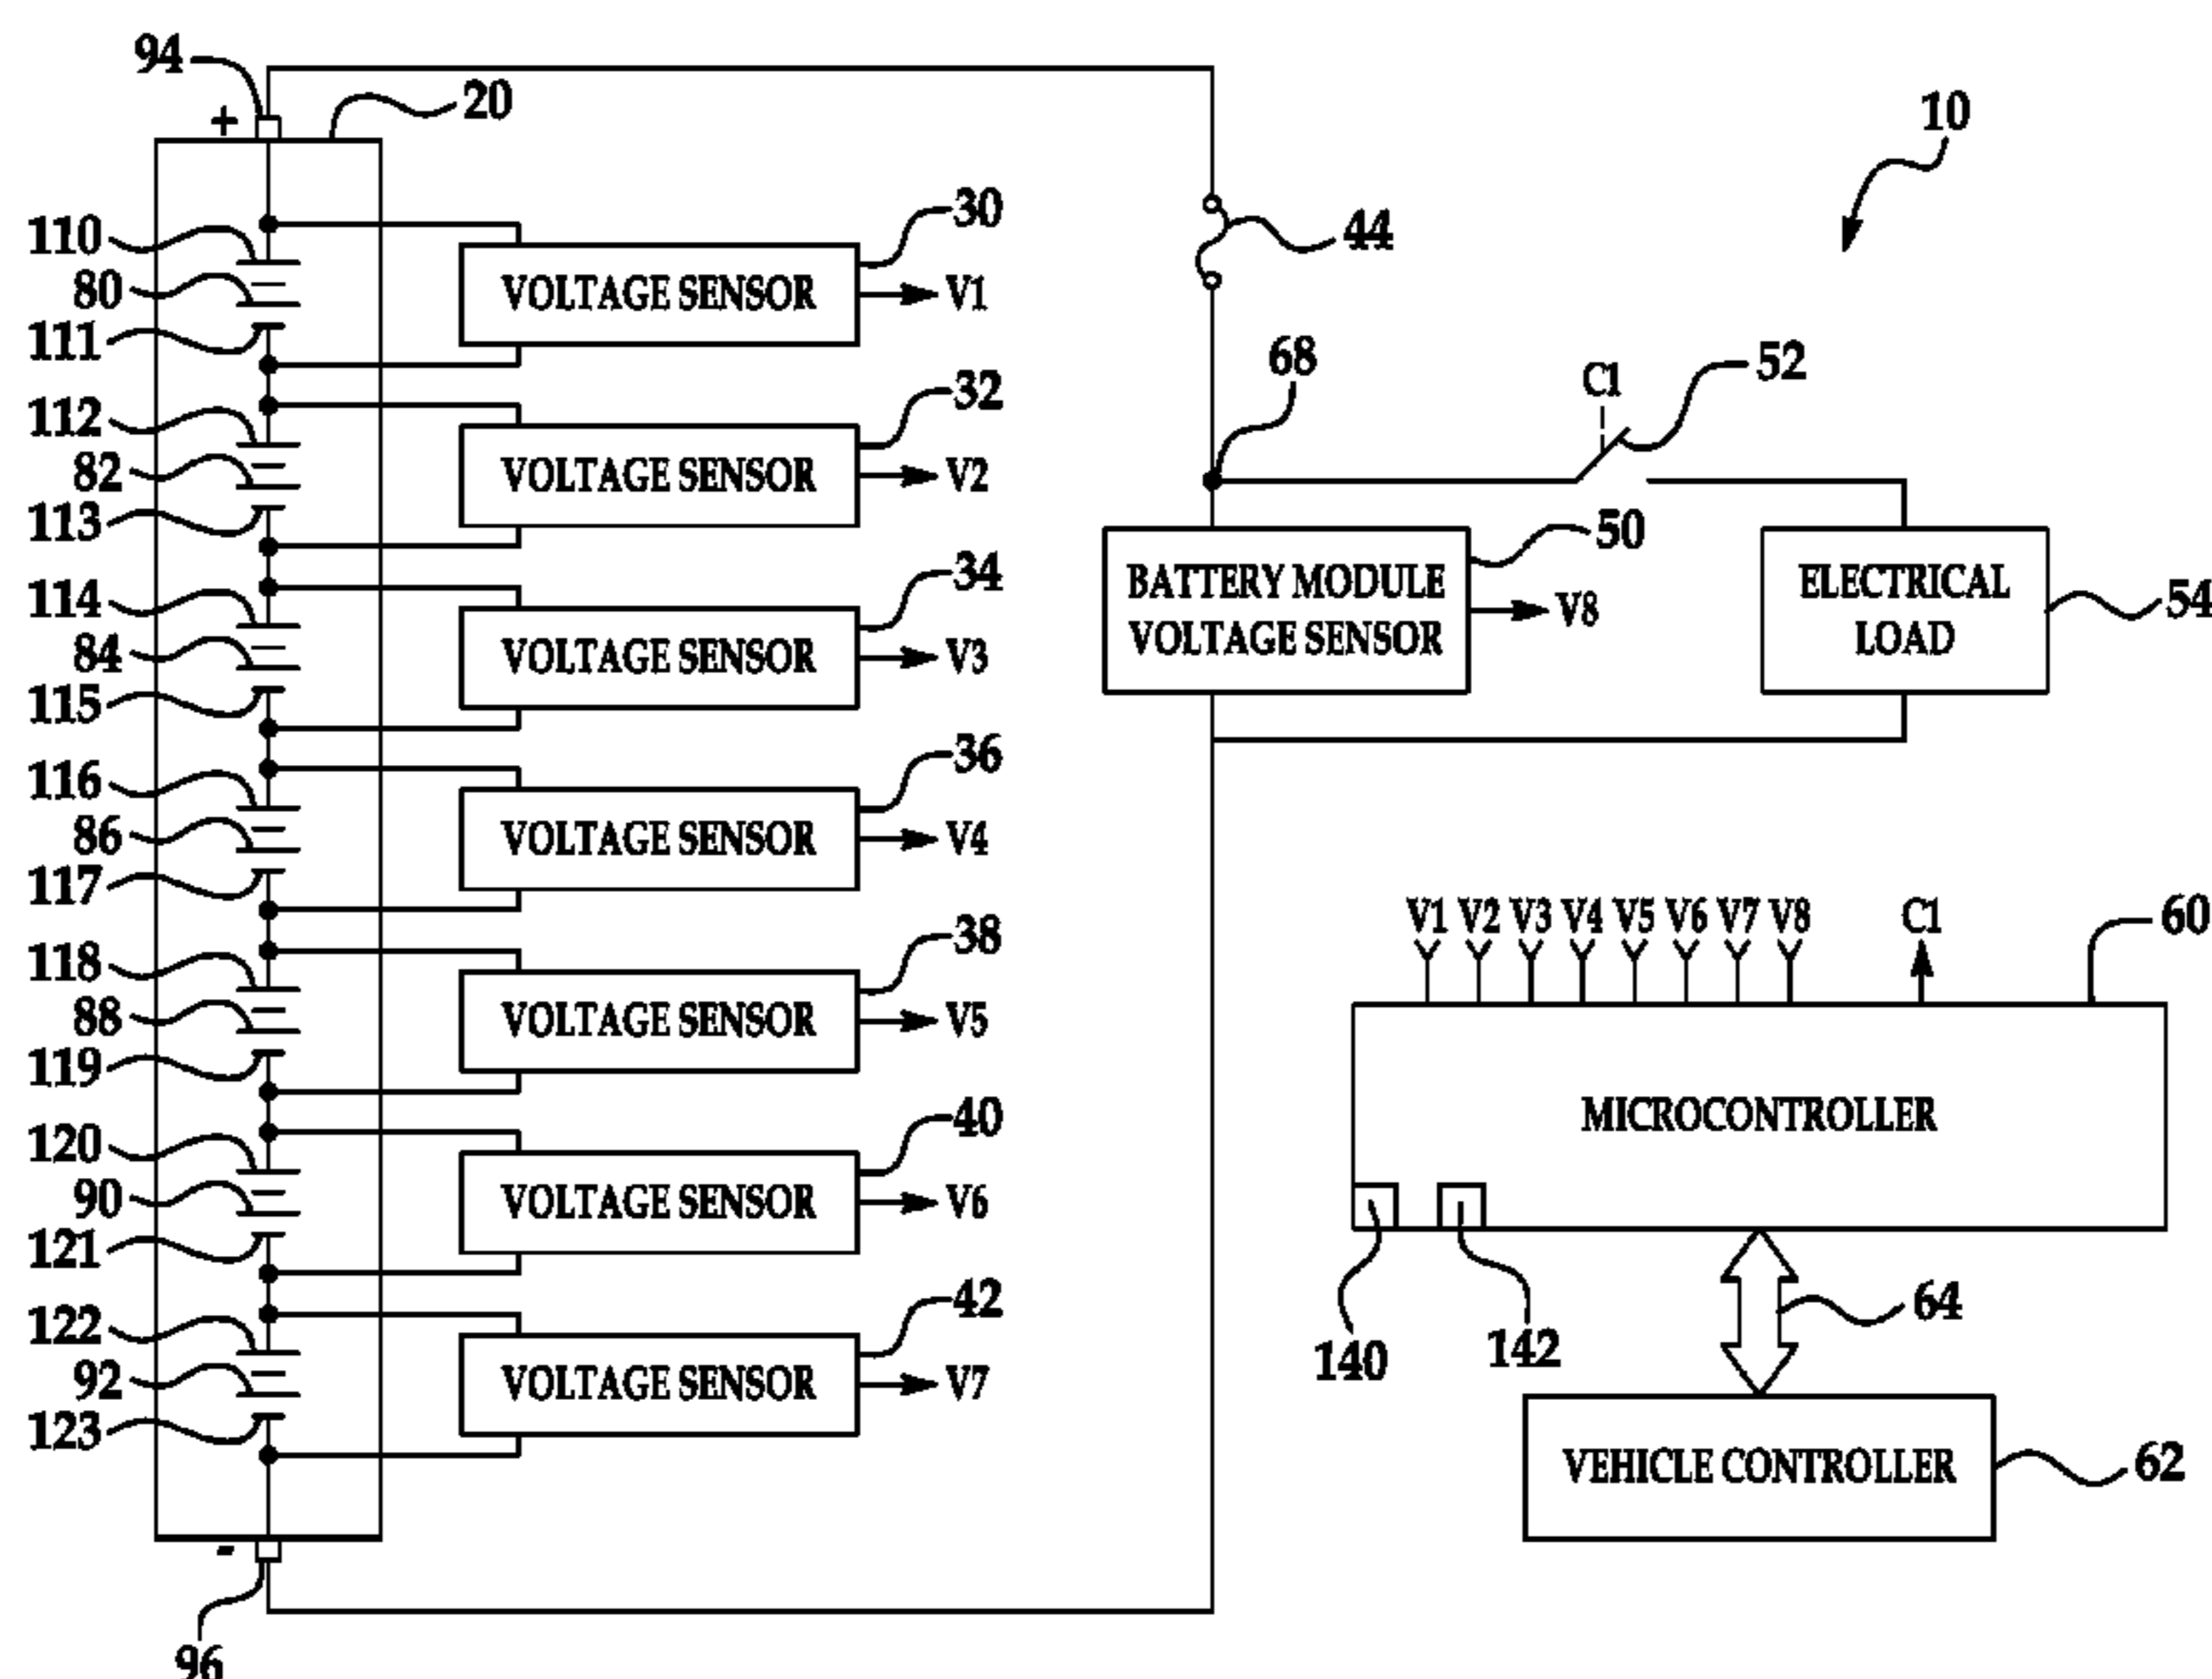 94
+
20
10
110
80
111
30
VOLTAGE SENSOR
V1
44
112
82
113
32
VOLTAGE SENSOR
V2
68
C1
52
114
84
115
34
VOLTAGE SENSOR
V3
50
BATTERY MODULE
VOLTAGE SENSOR
V8
ELECTRICAL
LOAD
54
116
86
117
36
VOLTAGE SENSOR
V4
118
88
119
38
VOLTAGE SENSOR
V5
V1 V2 V3 V4 V5 V6 V7 V8 C1
60
MICROCONTROLLER
120
90
121
40
VOLTAGE SENSOR
V6
140
142
64
122
92
123
42
VOLTAGE SENSOR
V7
VEHICLE CONTROLLER
62
-
96